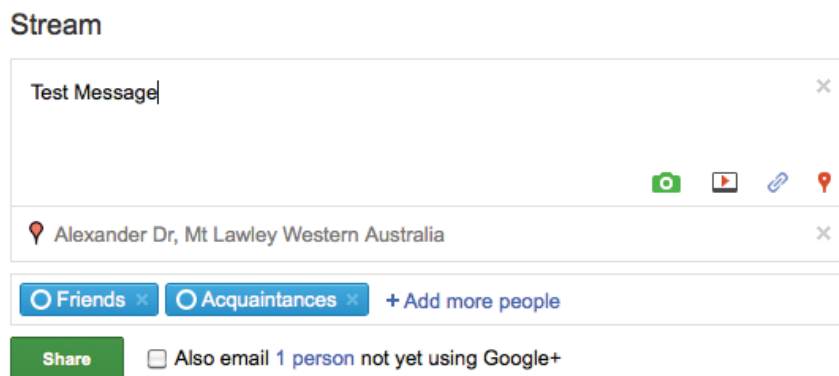 Stream
Test Message
Alexander Dr, Mt Lawley Western Australia
Friends × Acquaintances × + Add more people
Share Also email 1 person not yet using Google+